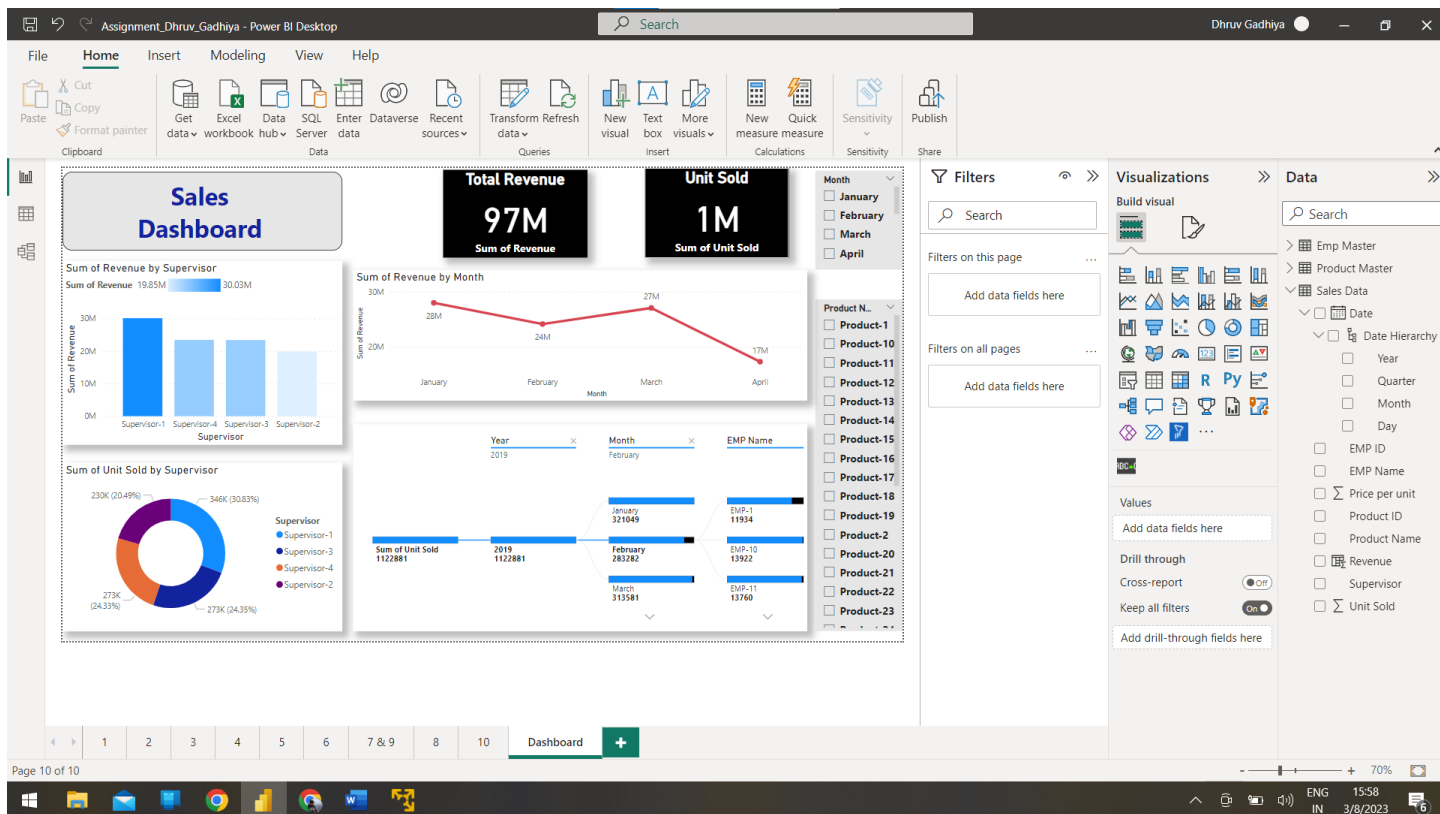 Assignment_Dhruv_Gadhiya - Power BI Desktop
Search
Dhruv Gadhiya
File Home Insert Modeling View Help
Paste
Cut
Copy
Format painter
Clipboard
Get data
Excel workbook
Data hub
SQL Server
Enter data
Dataverse
Recent sources
Data
Transform data
Refresh
Queries
New visual
Text box
More visuals
Insert
New measure
Quick measure
Calculations
Sensitivity
Sensitivity
Publish
Share
Sales
Dashboard
Total Revenue
97M
Sum of Revenue
Unit Sold
1M
Sum of Unit Sold
Month
January
February
March
April
Sum of Revenue by Supervisor
Sum of Revenue 19.85M 30.03M
Sum of Revenue
30M
20M
10M
0M
Supervisor-1 Supervisor-4 Supervisor-3 Supervisor-2
Supervisor
Sum of Revenue by Month
Sum of Revenue
30M
20M
28M
24M
27M
17M
January February March April
Month
Product N...
Product-1
Product-10
Product-11
Product-12
Product-13
Product-14
Product-15
Product-16
Product-17
Product-18
Product-19
Product-2
Product-20
Product-21
Product-22
Product-23
Sum of Unit Sold by Supervisor
230K (20.49%)
346K (30.83%)
273K
(24.33%)
273K (24.35%)
Supervisor
Supervisor-1
Supervisor-3
Supervisor-4
Supervisor-2
Year
2019
Month
February
EMP Name
Sum of Unit Sold
1122881
2019
1122881
January
321049
February
283282
March
313581
EMP-1
11934
EMP-10
13922
EMP-11
13760
Filters
Search
Filters on this page ...
Add data fields here
Filters on all pages ...
Add data fields here
Visualizations
Build visual
123
R Py
...
Values
Add data fields here
Drill through
Cross-report Off
Keep all filters On
Add drill-through fields here
Data
Search
Emp Master
Product Master
Sales Data
Date
Date Hierarchy
Year
Quarter
Month
Day
EMP ID
EMP Name
Σ Price per unit
Product ID
Product Name
Revenue
Supervisor
Σ Unit Sold
1 2 3 4 5 6 7 & 9 8 10 Dashboard +
Page 10 of 10
- + 70%
ENG
IN
15:58
3/8/2023
6